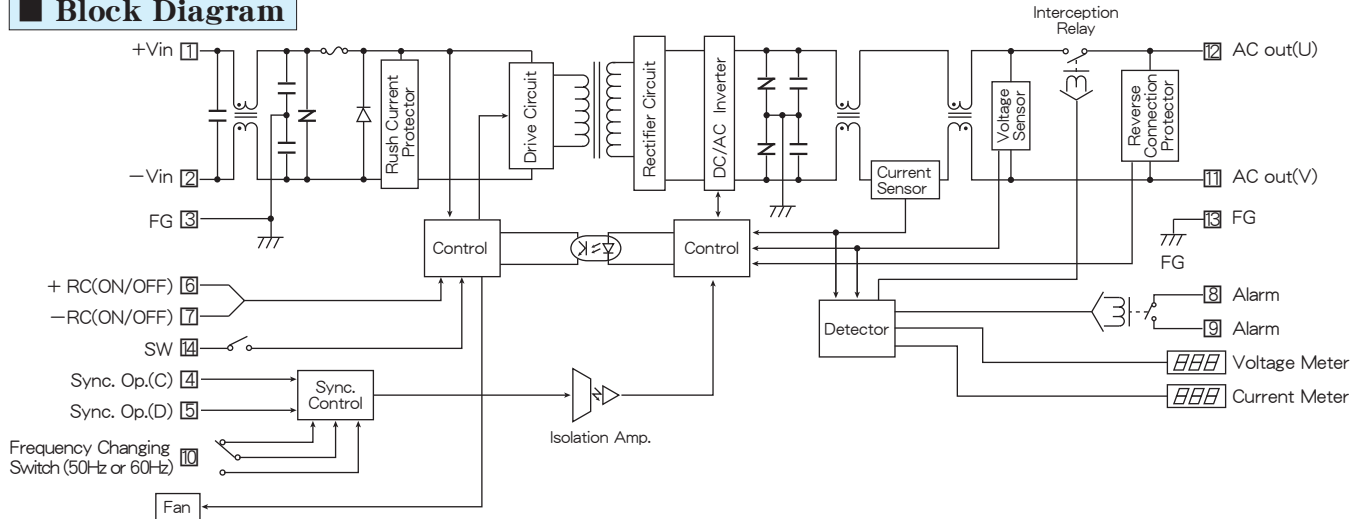 ■ Block Diagram
Interception
Relay
+Vin 1
12 AC out(U)
Rush Current
Protector
Drive Circuit
Rectifier Circuit
DC/AC Inverter
Voltage
Sensor
Reverse
Connection
Protector
−Vin 2
Current
Sensor
11 AC out(V)
FG 3
13 FG
FG
Control
Control
+ RC(ON/OFF) 6
−RC(ON/OFF) 7
8 Alarm
9 Alarm
Detector
SW 14
888 Voltage Meter
Sync. Op.(C) 4
Sync. Op.(D) 5
Sync.
Control
888 Current Meter
Isolation Amp.
Frequency Changing
Switch (50Hz or 60Hz) 10
Fan